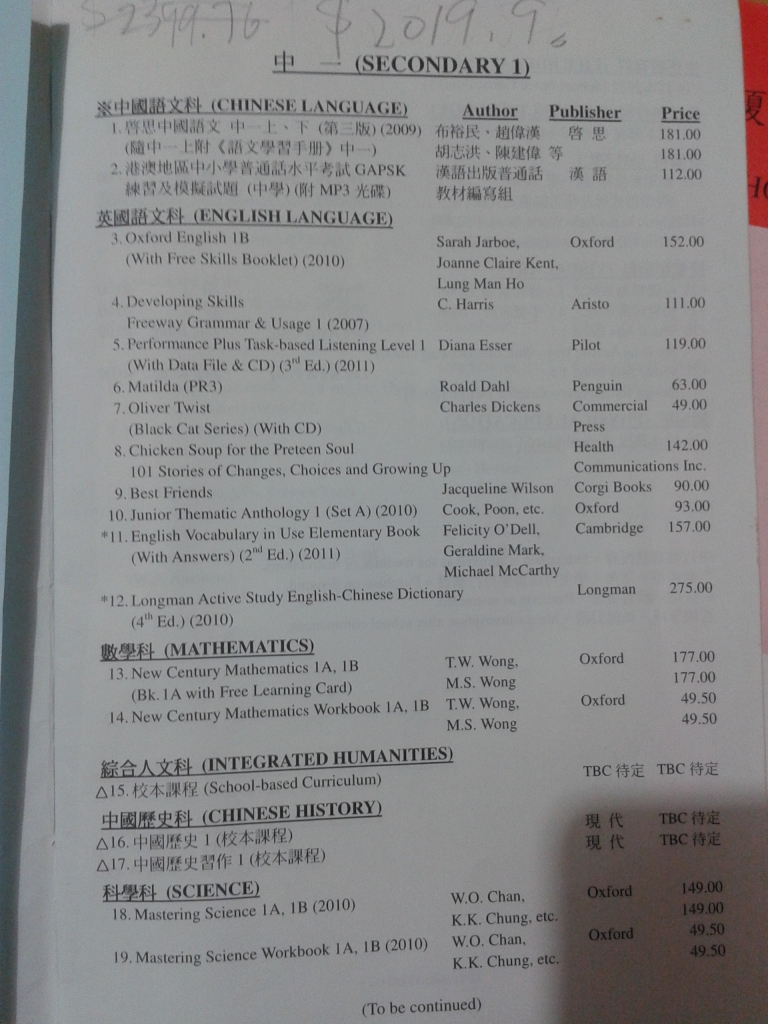 $2399.76 $2019.9.
中 一 (SECONDARY 1)
※中國語文科 (CHINESE LANGUAGE) Author Publisher Price
1. 啓思中國語文 中一上、下 (第三版) (2009) 布裕民、趙偉漢 啓 思 181.00
(隨中一上附《語文學習手册》中一) 胡志洪、陳建偉 等 181.00
2. 港澳地區中小學普通話水平考試 GAPSK 漢語出版普通話 漢 語 112.00
練習及模擬試題 (中學) (附 MP3 光碟) 教材編寫組
英國語文科 (ENGLISH LANGUAGE)
3. Oxford English 1B Sarah Jarboe, Oxford 152.00
(With Free Skills Booklet) (2010) Joanne Claire Kent,
Lung Man Ho
4. Developing Skills C. Harris Aristo 111.00
Freeway Grammar & Usage 1 (2007)
5. Performance Plus Task-based Listening Level 1 Diana Esser Pilot 119.00
(With Data File & CD) (3rd Ed.) (2011)
6. Matilda (PR3) Roald Dahl Penguin 63.00
7. Oliver Twist Charles Dickens Commercial 49.00
(Black Cat Series) (With CD) Press
8. Chicken Soup for the Preteen Soul Health 142.00
101 Stories of Changes, Choices and Growing Up Communications Inc.
9. Best Friends Jacqueline Wilson Corgi Books 90.00
10. Junior Thematic Anthology 1 (Set A) (2010) Cook, Poon, etc. Oxford 93.00
*11. English Vocabulary in Use Elementary Book Felicity O'Dell, Cambridge 157.00
(With Answers) (2nd Ed.) (2011) Geraldine Mark,
Michael McCarthy
*12. Longman Active Study English-Chinese Dictionary Longman 275.00
(4th Ed.) (2010)
數學科 (MATHEMATICS)
13. New Century Mathematics 1A, 1B T.W. Wong, Oxford 177.00
(Bk. 1A with Free Learning Card) M.S. Wong 177.00
14. New Century Mathematics Workbook 1A, 1B T.W. Wong, Oxford 49.50
M.S. Wong 49.50
綜合人文科 (INTEGRATED HUMANITIES)
△15. 校本課程 (School-based Curriculum) TBC 待定 TBC 待定
中國歷史科 (CHINESE HISTORY)
△16. 中國歷史 1 (校本課程) 現 代 TBC 待定
△17. 中國歷史習作 1 (校本課程) 現 代 TBC 待定
科學科 (SCIENCE)
18. Mastering Science 1A, 1B (2010) W.O. Chan, Oxford 149.00
K.K. Chung, etc. 149.00
19. Mastering Science Workbook 1A, 1B (2010) W.O. Chan, Oxford 49.50
K.K. Chung, etc. 49.50
(To be continued)